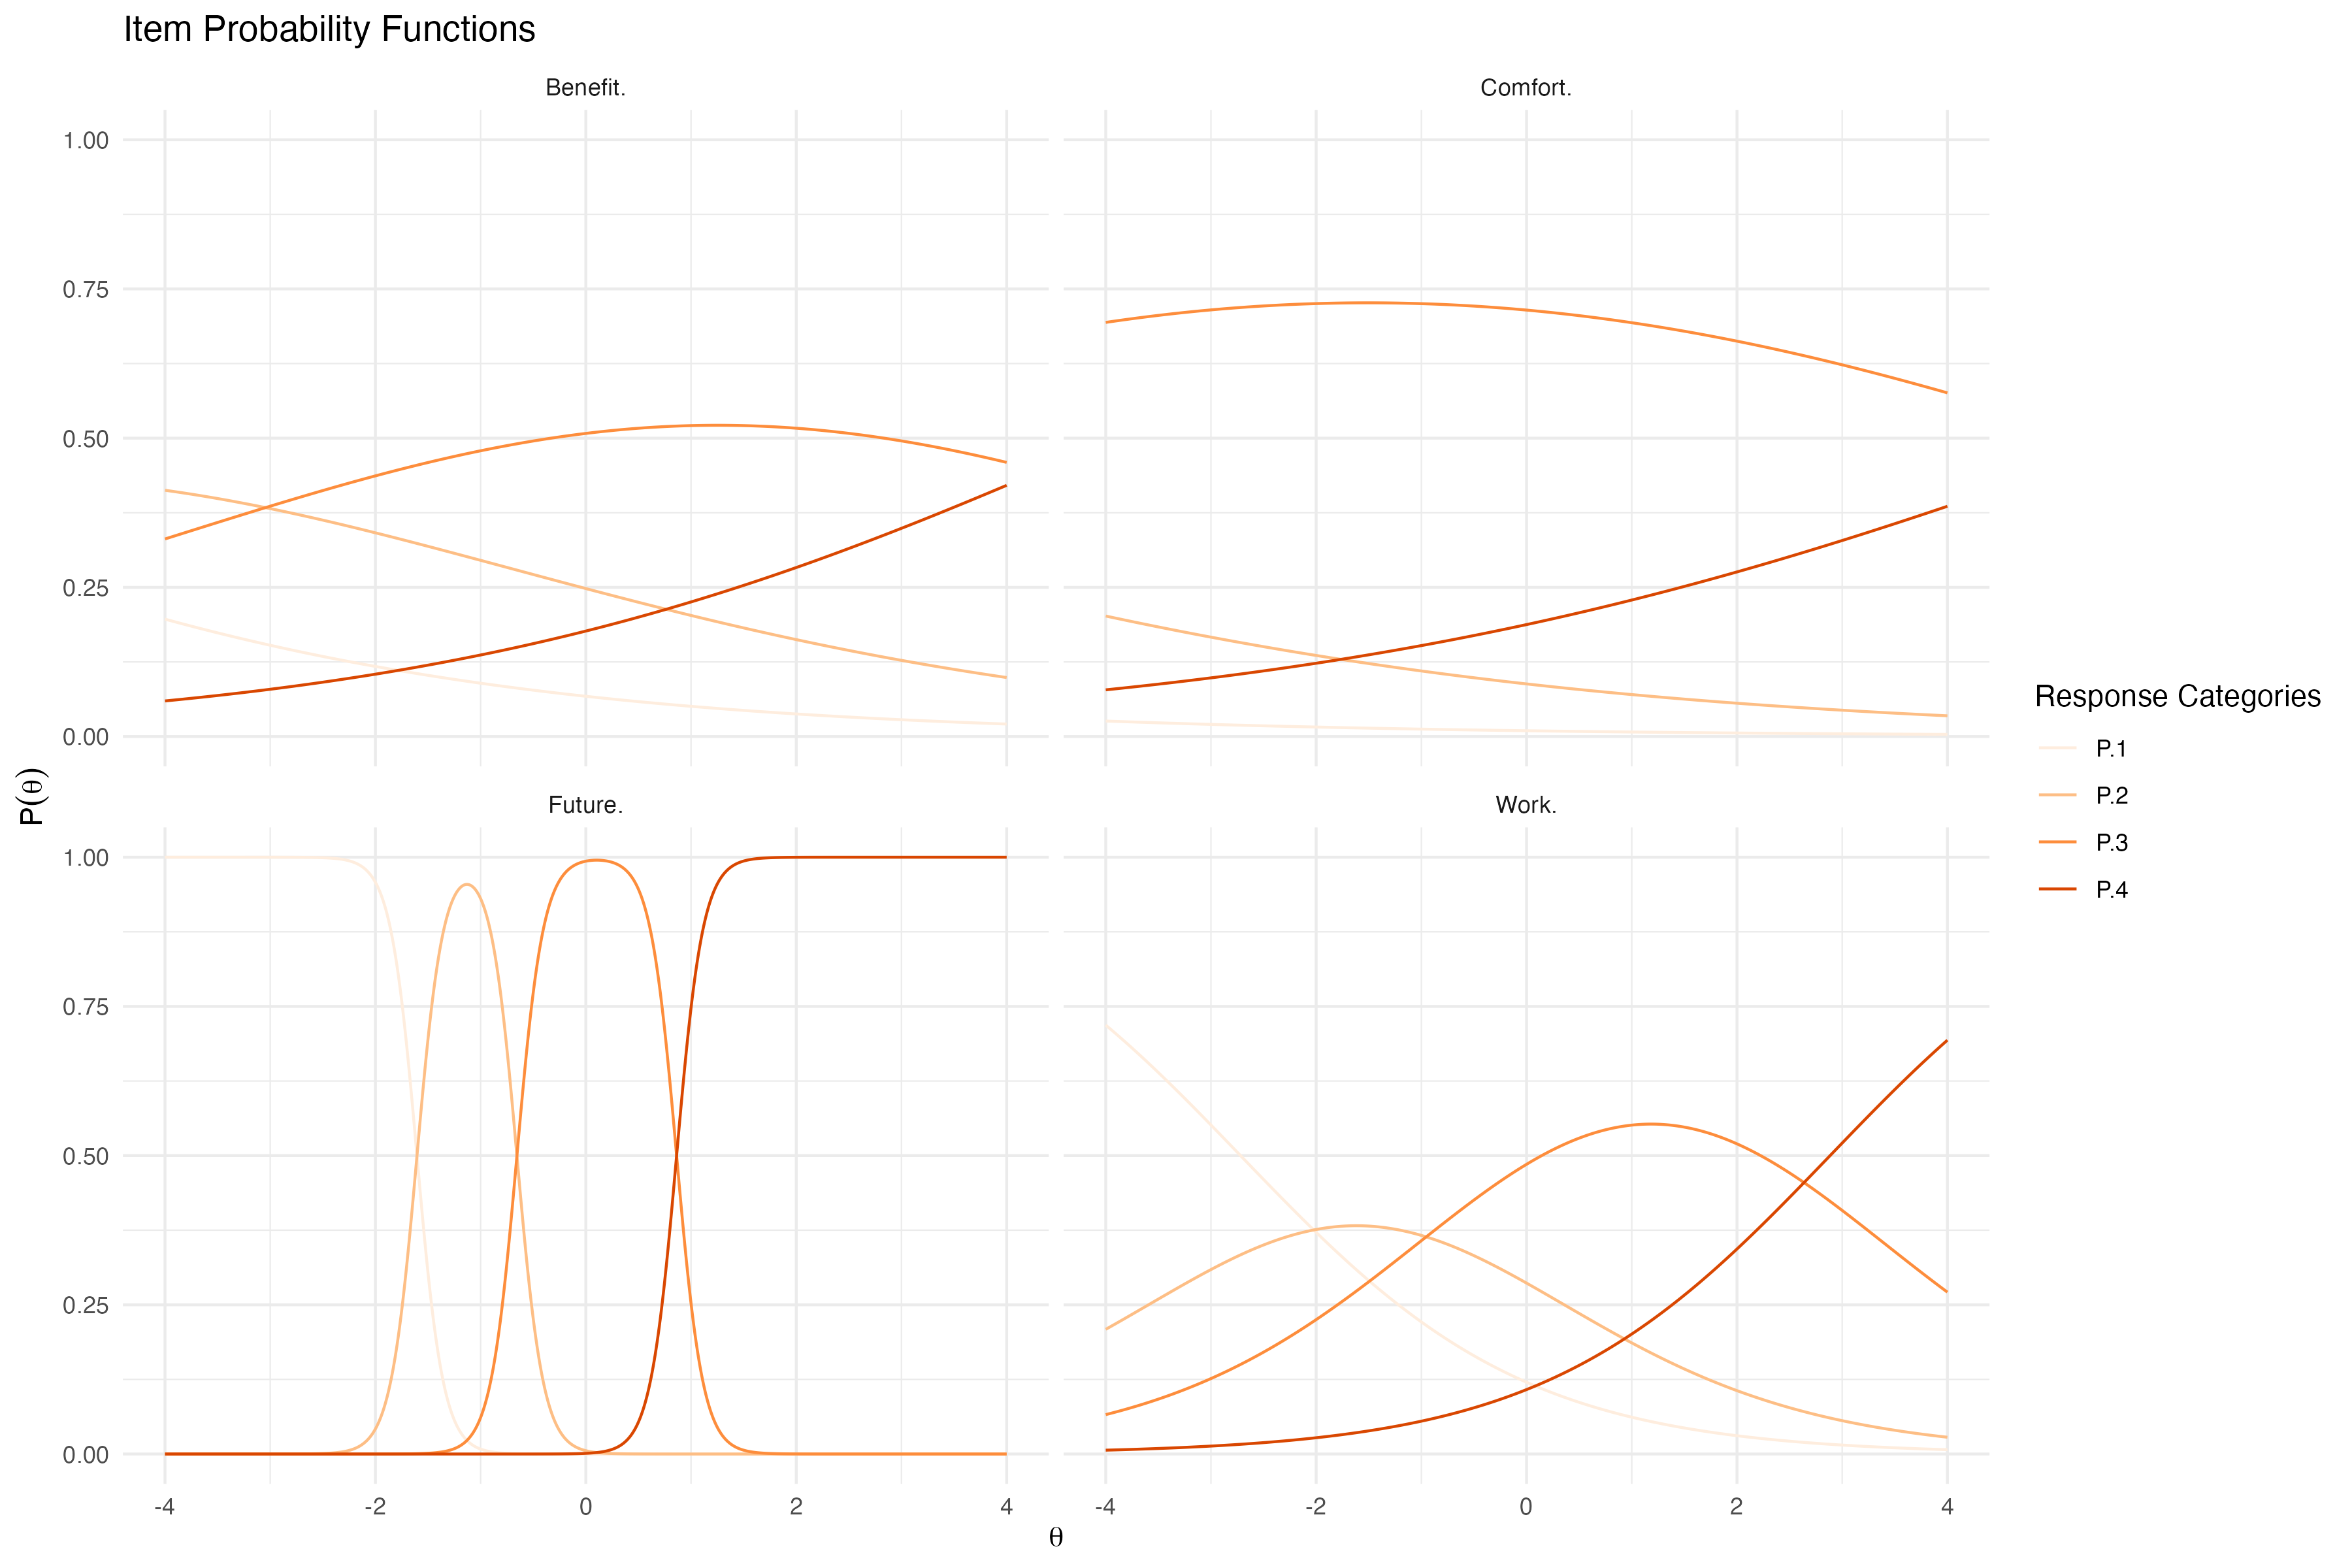 Item Probability Functions
Benefit.
Comfort.
1.00
0.75
0.50
0.25
0.00
Future.
Work.
1.00
0.75
0.50
0.25
0.00
-4 -2 0 2 4
-4 -2 0 2 4
θ
P(θ)
Response Categories
P.1
P.2
P.3
P.4